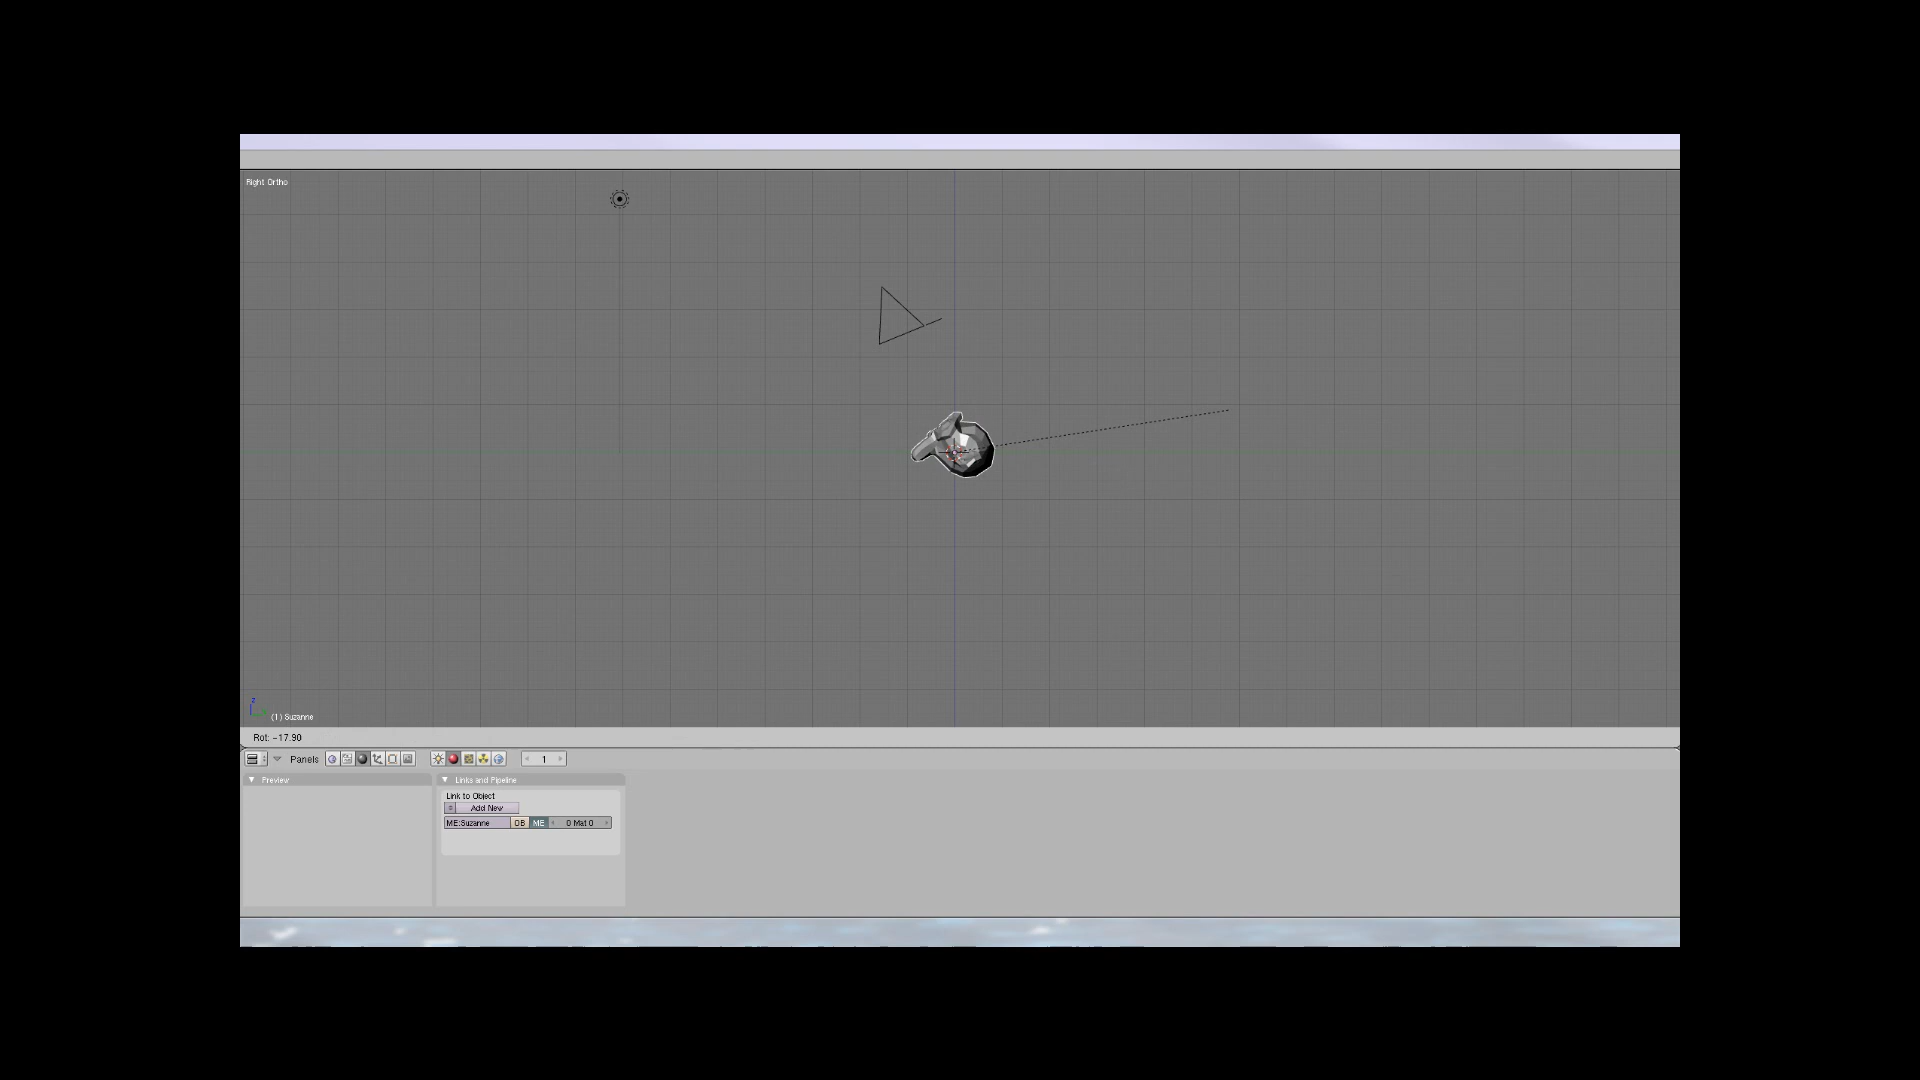 Right Ortho
z
(1) Suzanne
Rot: -17.90
Panels
1
Preview
Links and Pipeline
Link to Object
Add New
ME:Suzanne OB ME 0 Mat 0